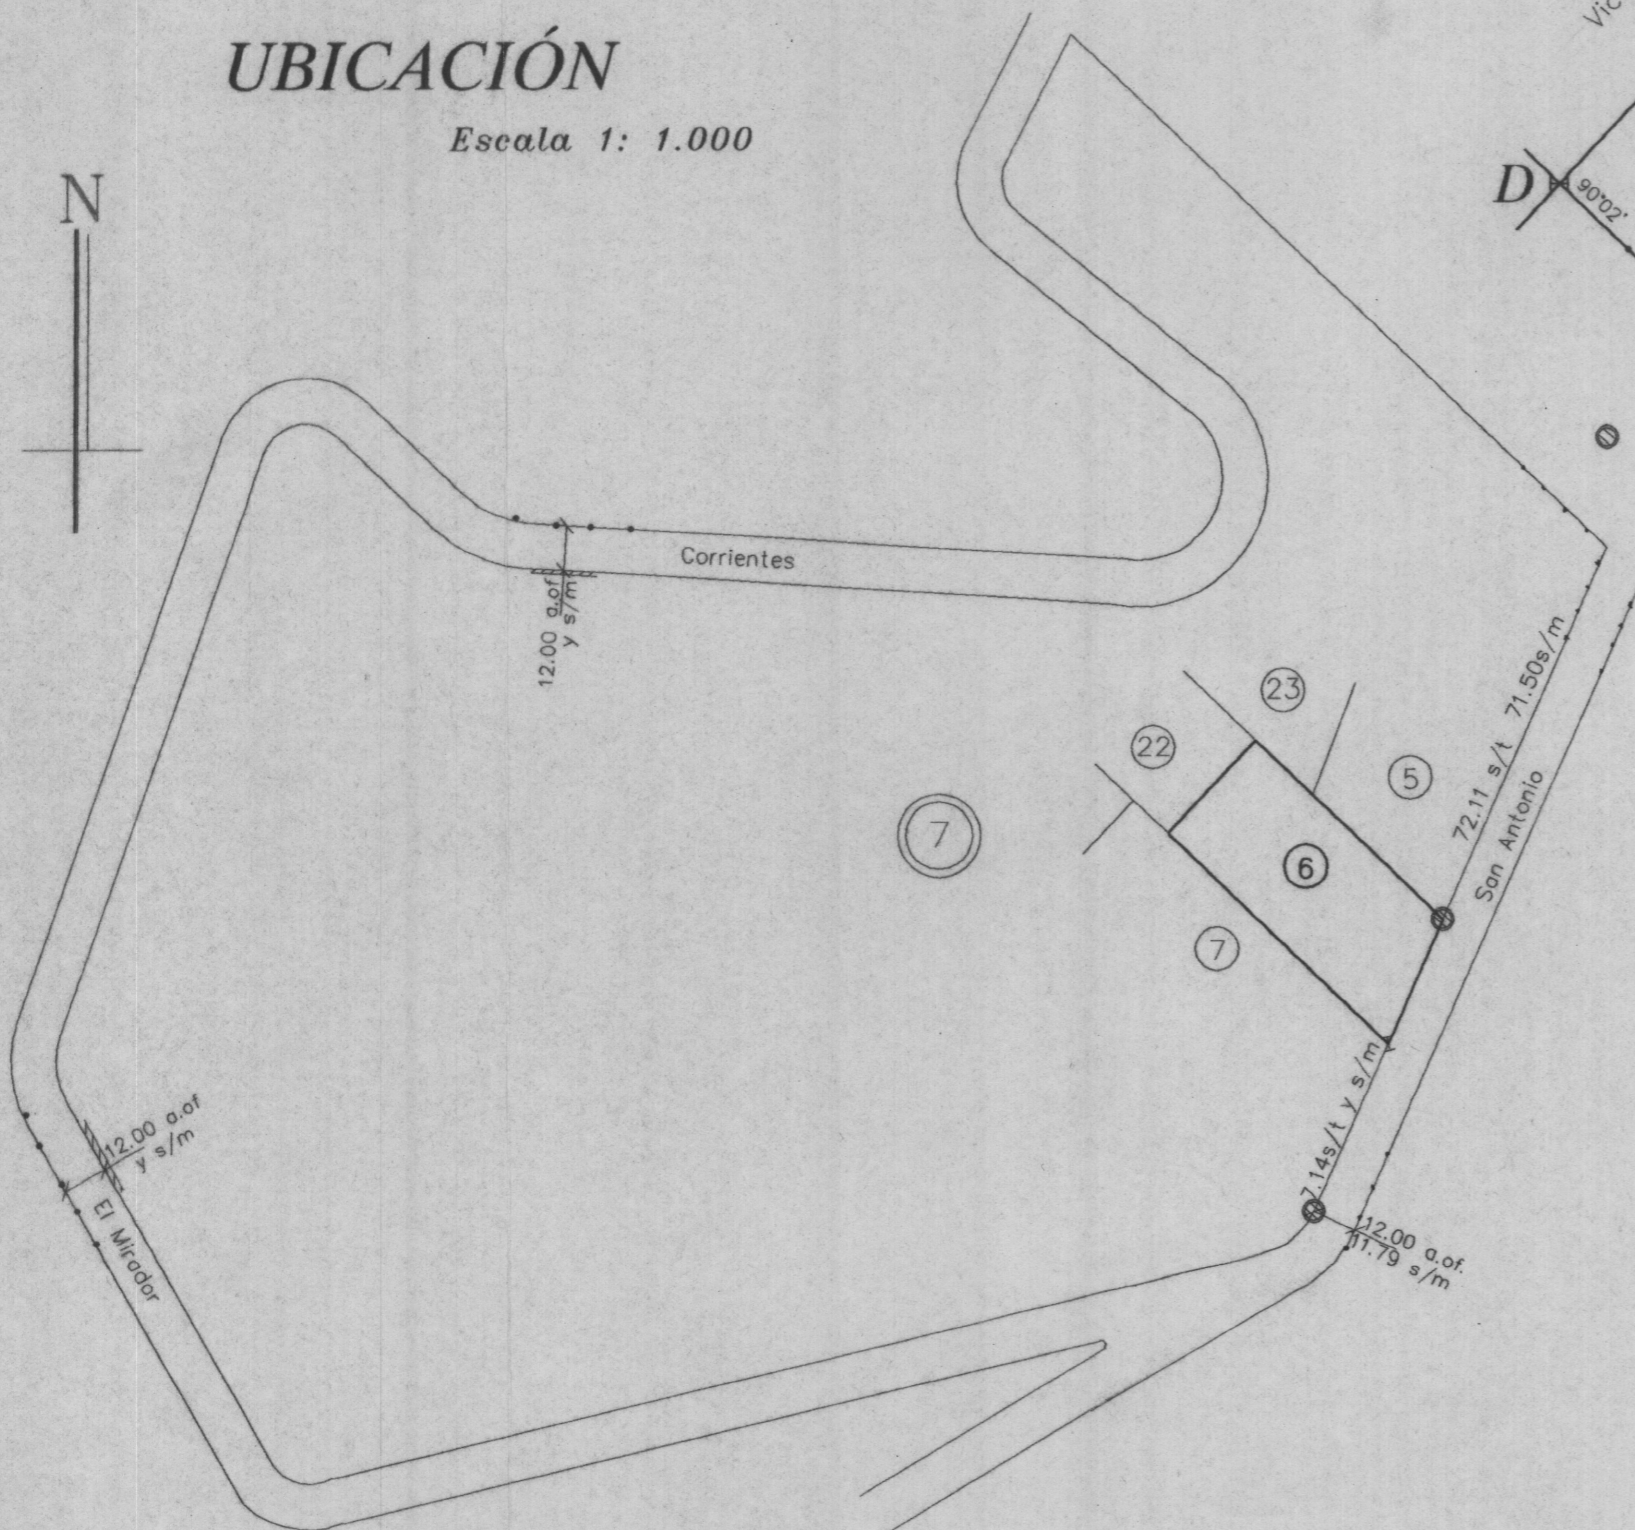 UBICACIÓN
Escala 1: 1.000
N
Vic
D
90°02'
Corrientes
12.00 a.of
y s/m
23
22
5
72.11 s/t 71.50s/m
San Antonio
7
6
7
7.14s/t y s/m
12.00 a.of
y s/m
El Mirador
12.00 a.of.
11.79 s/m